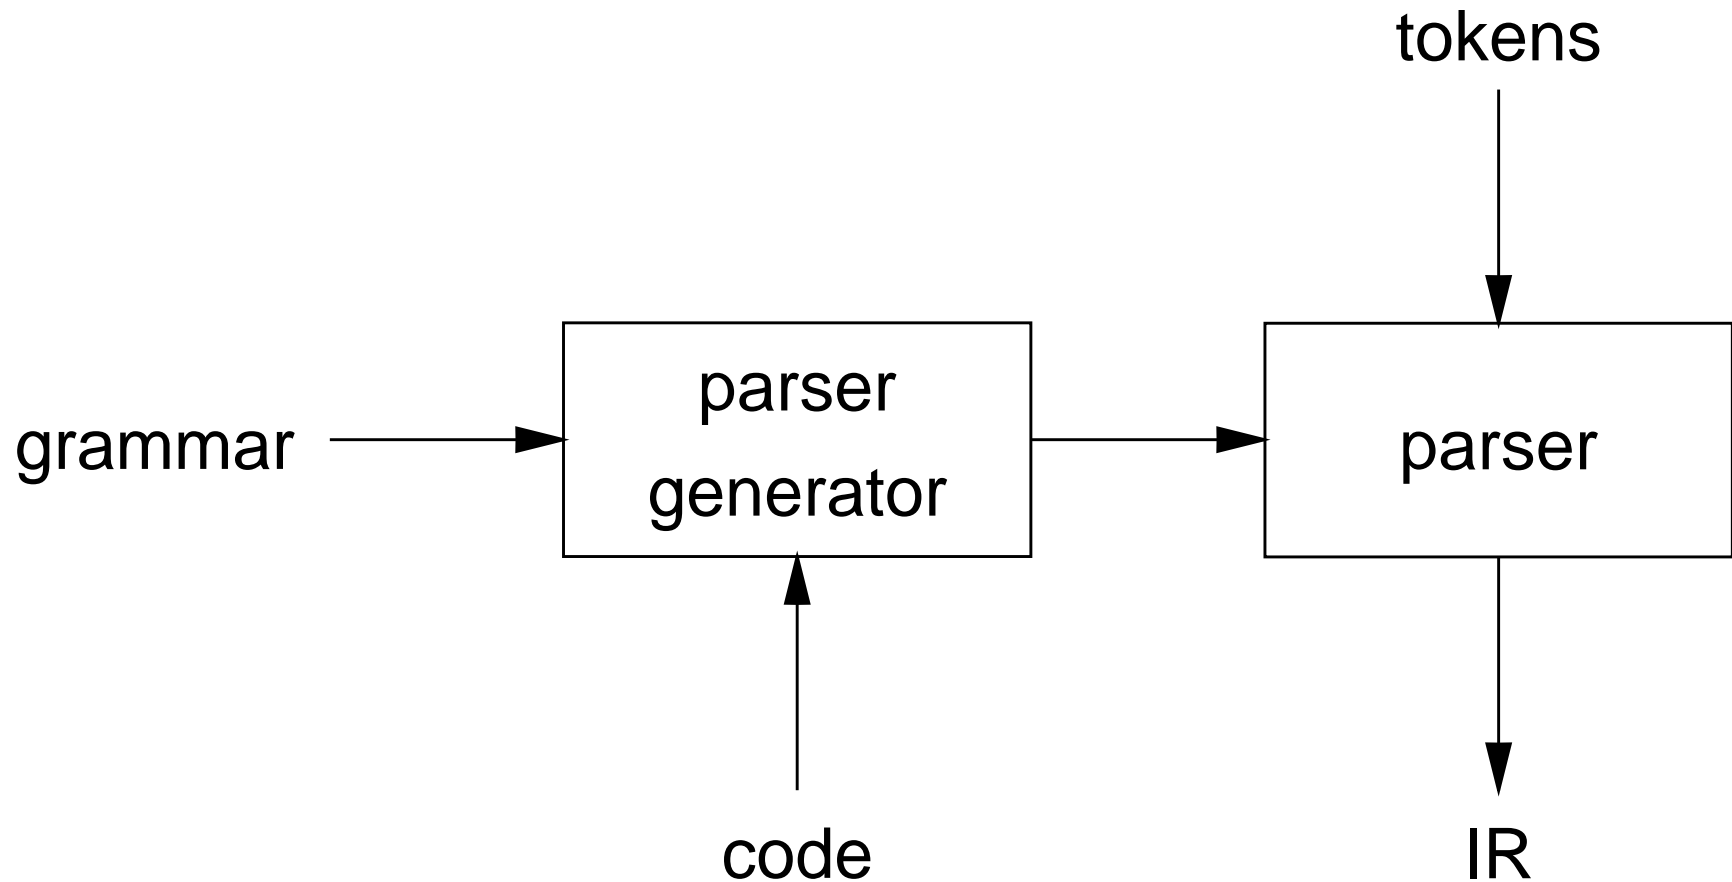 tokens
grammar
parser
generator
parser
code
IR